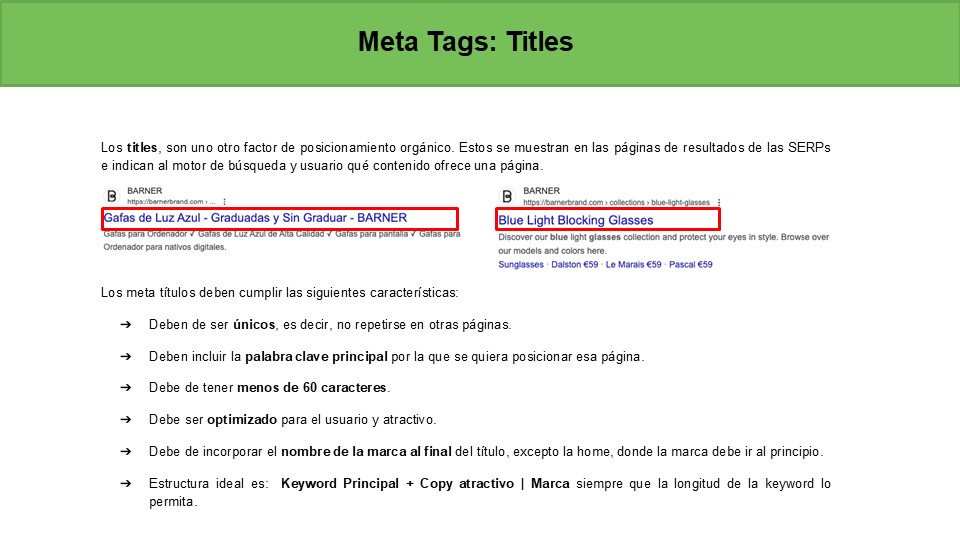 Meta Tags: Titles
Los titles, son uno otro factor de posicionamiento orgánico. Estos se muestran en las páginas de resultados de las SERPs
e indican al motor de búsqueda y usuario qué contenido ofrece una página.
BARNER
https://barnerbrand.com › ...
Gafas de Luz Azul - Graduadas y Sin Graduar - BARNER
Gafas para Ordenador ✓ Gafas de Luz Azul de Alta Calidad ✓ Gafas para pantalla ✓ Gafas para
Ordenador para nativos digitales.
BARNER
https://barnerbrand.com › collections › blue-light-glasses
Blue Light Blocking Glasses
Discover our blue light glasses collection and protect your eyes in style. Browse over
our models and colors here.
Sunglasses · Dalston €59 · Le Marais €59 · Pascal €59
Los meta títulos deben cumplir las siguientes características:
➔ Deben de ser únicos, es decir, no repetirse en otras páginas.
➔ Deben incluir la palabra clave principal por la que se quiera posicionar esa página.
➔ Debe de tener menos de 60 caracteres.
➔ Debe ser optimizado para el usuario y atractivo.
➔ Debe de incorporar el nombre de la marca al final del título, excepto la home, donde la marca debe ir al principio.
➔ Estructura ideal es: Keyword Principal + Copy atractivo | Marca siempre que la longitud de la keyword lo
permita.